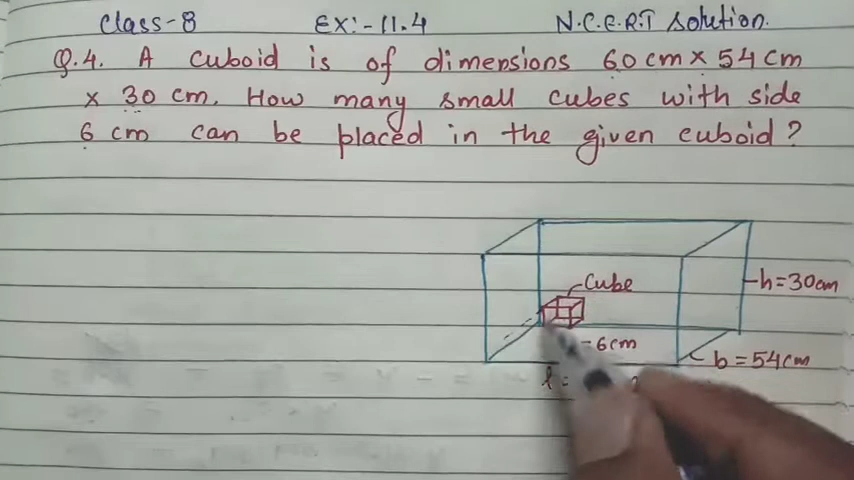 Class-8 EX:-11.4 N.C.E.R.T Solution.
Q.4. A cuboid is of dimensions 60 cm x 54 cm
x 30 cm. How many small cubes with side
6 cm can be placed in the given cuboid?
Cube
h=30cm
=6cm
b=54cm
l=